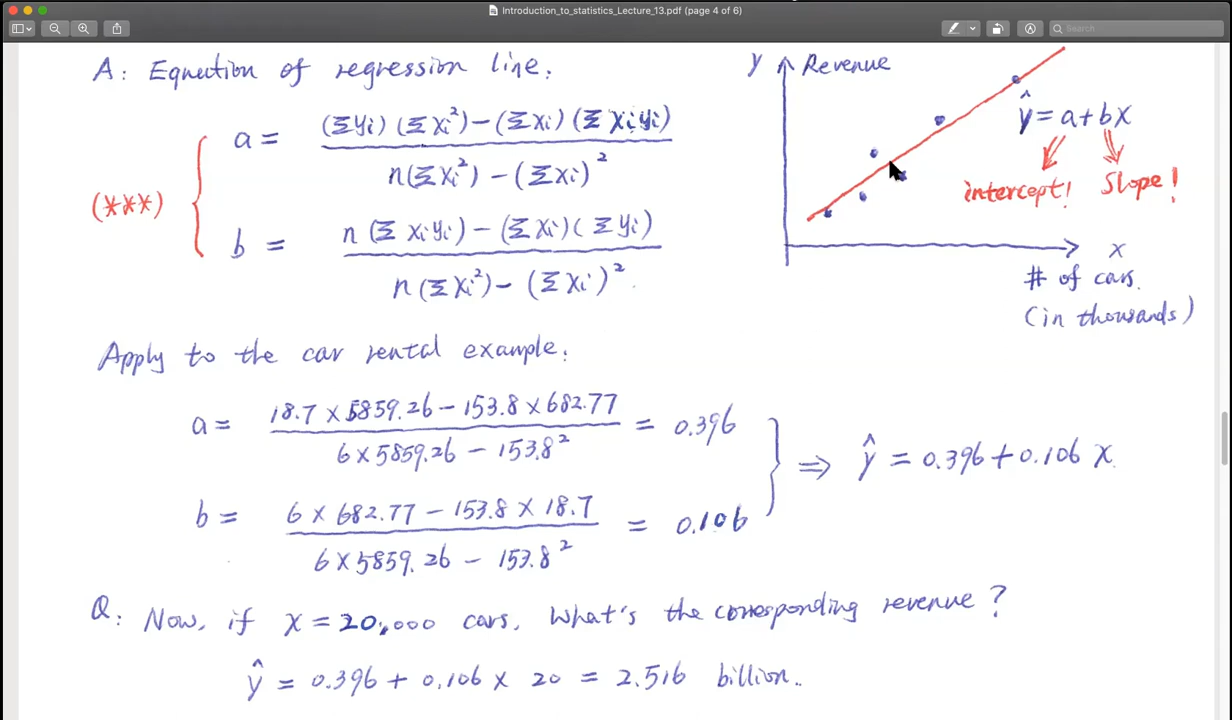 Introduction_to_statistics_Lecture_13.pdf (page 4 of 6)
Search
A: Equation of regression line.
a = (Σyi)(Σxi²) − (Σxi)(Σxiyi) / n(Σxi²) − (Σxi)²
(***)
b = n(Σxiyi) − (Σxi)(Σyi) / n(Σxi²) − (Σxi)²
y Revenue
ŷ = a + bx
intercept! Slope!
x
# of cars.
(in thousands)
Apply to the car rental example.
a = 18.7 × 5859.26 − 153.8 × 682.77 / 6 × 5859.26 − 153.8² = 0.396
⇒ ŷ = 0.396 + 0.106 x
b = 6 × 682.77 − 153.8 × 18.7 / 6 × 5859.26 − 153.8² = 0.106
Q: Now, if x = 20,000 cars, What's the corresponding revenue?
ŷ = 0.396 + 0.106 × 20 = 2.516 billion..